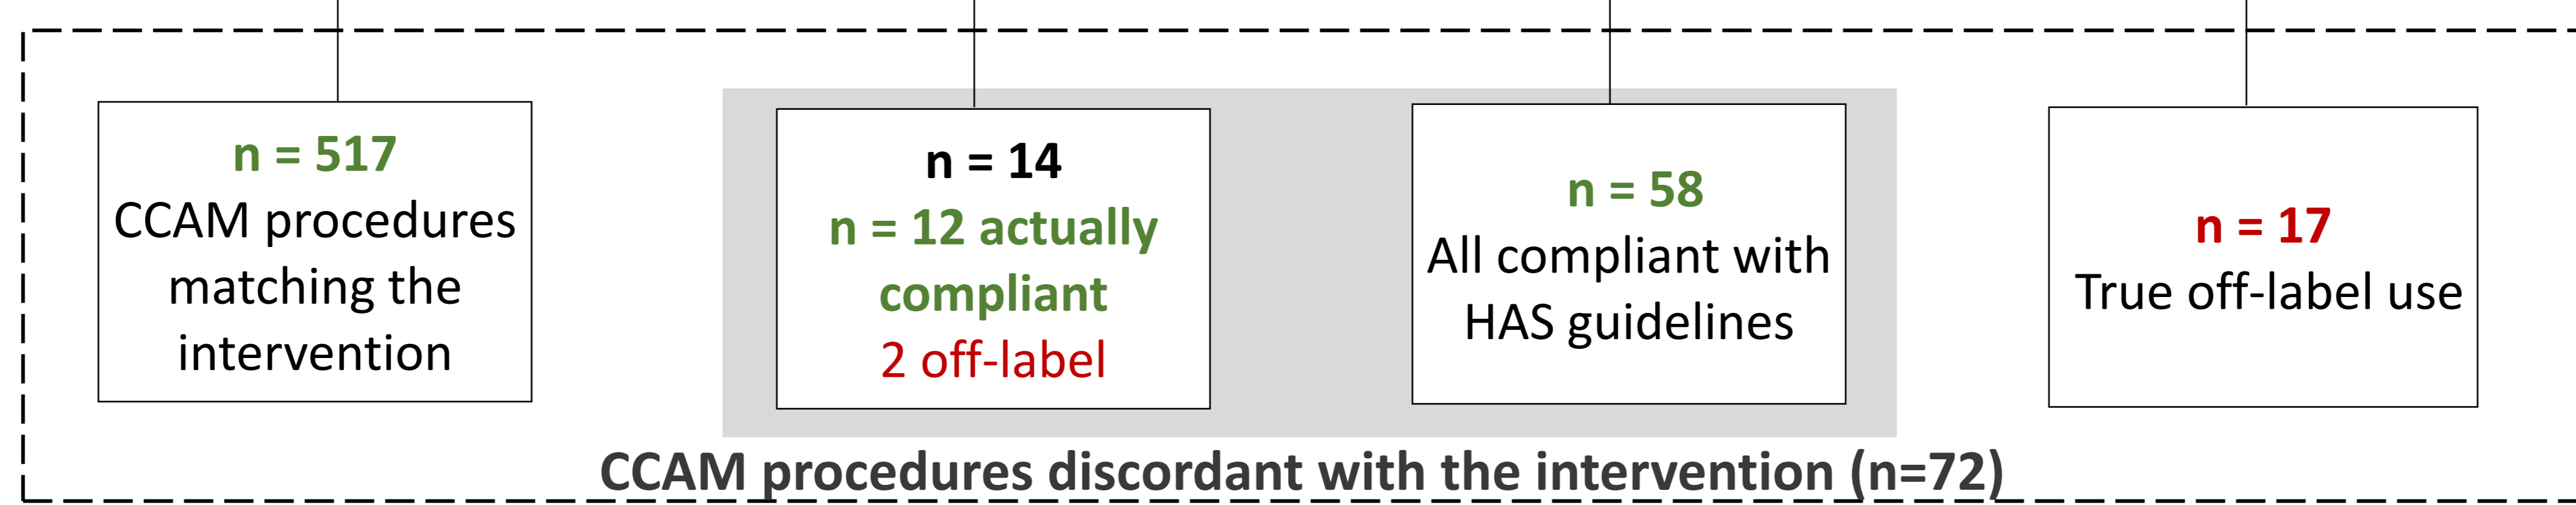 n = 517
CCAM procedures
matching the
intervention
n = 14
n = 12 actually
compliant
2 off-label
n = 58
All compliant with
HAS guidelines
n = 17
True off-label use
CCAM procedures discordant with the intervention (n=72)